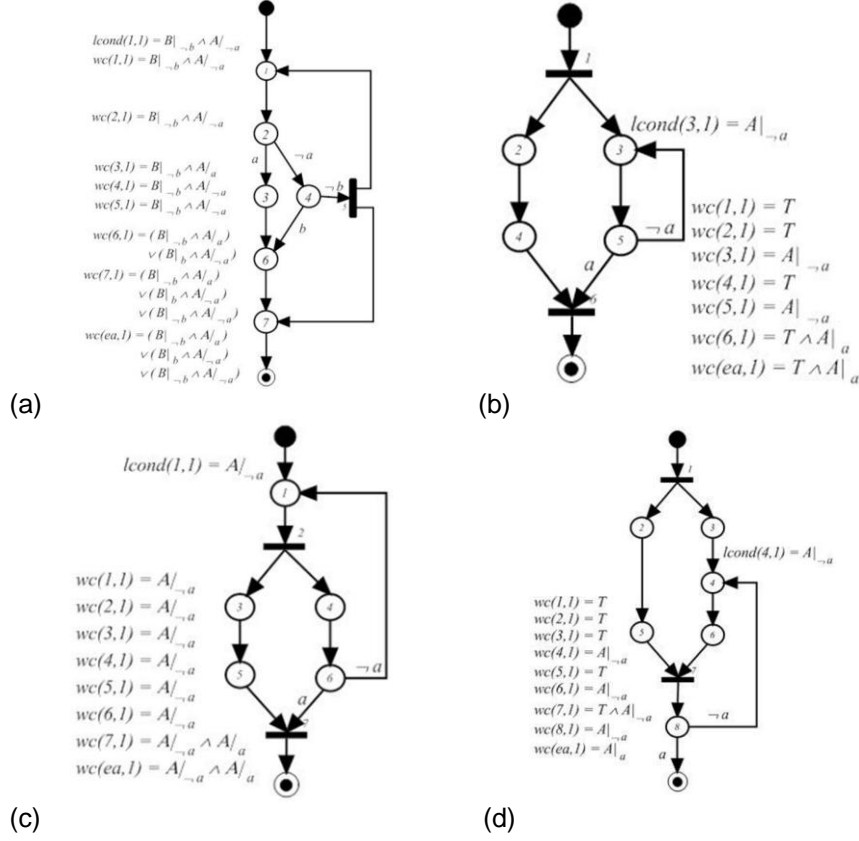 lcond(1,1) = B|¬b ∧ A/¬a
wc(1,1) = B|¬b ∧ A/¬a
1
wc(2,1) = B|¬b ∧ A/¬a
2
a
¬a
wc(3,1) = B|¬b ∧ A/a
wc(4,1) = B|¬b ∧ A/¬a
wc(5,1) = B|¬b ∧ A/¬a
3
4
¬b
5
b
wc(6,1) = (B|¬b ∧ A/a)
∨(B|b ∧ A/¬a)
6
wc(7,1) = (B|¬b ∧ A/a)
∨(B|b ∧ A/¬a)
∨(B|¬b ∧ A/¬a)
7
wc(ea,1) = (B|¬b ∧ A/a)
∨(B|b ∧ A/¬a)
∨(B|¬b ∧ A/¬a)
(a)
1
lcond(3,1) = A|¬a
2
3
4
5
¬a
a
6
wc(1,1) = T
wc(2,1) = T
wc(3,1) = A|¬a
wc(4,1) = T
wc(5,1) = A|¬a
wc(6,1) = T ∧ A|a
wc(ea,1) = T ∧ A|a
(b)
lcond(1,1) = A/¬a
1
2
3
4
5
6
¬a
a
7
wc(1,1) = A/¬a
wc(2,1) = A/¬a
wc(3,1) = A/¬a
wc(4,1) = A/¬a
wc(5,1) = A/¬a
wc(6,1) = A/¬a
wc(7,1) = A/¬a ∧ A/a
wc(ea,1) = A/¬a ∧ A/a
(c)
1
2
3
lcond(4,1) = A|¬a
4
5
6
7
8
¬a
a
wc(1,1) = T
wc(2,1) = T
wc(3,1) = T
wc(4,1) = A|¬a
wc(5,1) = T
wc(6,1) = A|¬a
wc(7,1) = T ∧ A|¬a
wc(8,1) = A|¬a
wc(ea,1) = A|a
(d)